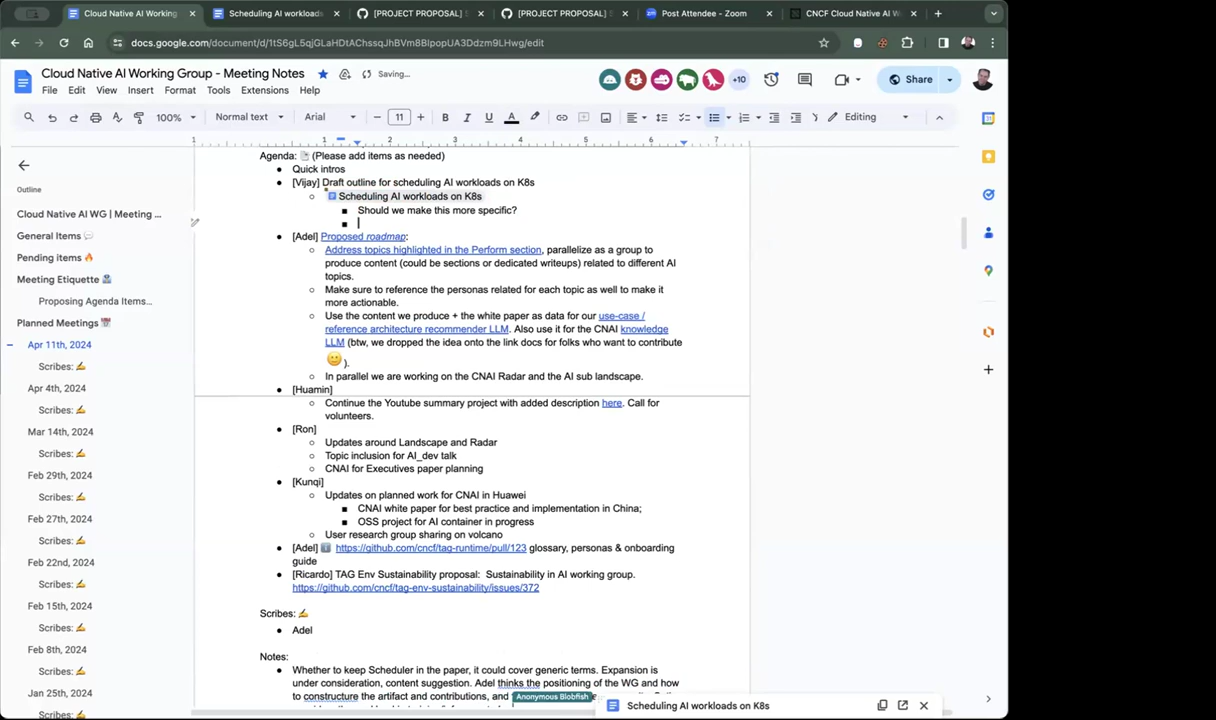 Cloud Native AI Working
Scheduling AI workloads
[PROJECT PROPOSAL]
[PROJECT PROPOSAL]
Post Attendee - Zoom
CNCF Cloud Native AI W
docs.google.com/document/d/1tS6gL5qjGLaHDtAChssqJhBVm8BIpopUA3Ddzm9LHwg/edit
Cloud Native AI Working Group - Meeting Notes
Saving...
+10
Share
File Edit View Insert Format Tools Extensions Help
100% Normal text Arial 11 Editing
1 1 2 3 4 5 6 7
Outline
Cloud Native AI WG | Meeting ...
General Items 💬
Pending items 🔥
Meeting Etiquette
Proposing Agenda Items...
Planned Meetings 📅
Apr 11th, 2024
Scribes: ✍️
Apr 4th, 2024
Scribes: ✍️
Mar 14th, 2024
Scribes: ✍️
Feb 29th, 2024
Scribes: ✍️
Feb 27th, 2024
Scribes: ✍️
Feb 22nd, 2024
Scribes: ✍️
Feb 15th, 2024
Scribes: ✍️
Feb 8th, 2024
Scribes: ✍️
Jan 25th, 2024
Agenda: 📄 (Please add items as needed)
Quick intros
[Vijay] Draft outline for scheduling AI workloads on K8s
Scheduling AI workloads on K8s
Should we make this more specific?
[Adel] Proposed roadmap:
Address topics highlighted in the Perform section, parallelize as a group to
produce content (could be sections or dedicated writeups) related to different AI
topics.
Make sure to reference the personas related for each topic as well to make it
more actionable.
Use the content we produce + the white paper as data for our use-case /
reference architecture recommender LLM. Also use it for the CNAI knowledge
LLM (btw, we dropped the idea onto the link docs for folks who want to contribute
🙂 ).
In parallel we are working on the CNAI Radar and the AI sub landscape.
[Huamin]
Continue the Youtube summary project with added description here. Call for
volunteers.
[Ron]
Updates around Landscape and Radar
Topic inclusion for AI_dev talk
CNAI for Executives paper planning
[Kunqi]
Updates on planned work for CNAI in Huawei
CNAI white paper for best practice and implementation in China;
OSS project for AI container in progress
User research group sharing on volcano
[Adel] ℹ️ https://github.com/cncf/tag-runtime/pull/123 glossary, personas & onboarding
guide
[Ricardo] TAG Env Sustainability proposal: Sustainability in AI working group.
https://github.com/cncf/tag-env-sustainability/issues/372
Scribes: ✍️
Adel
Notes:
Whether to keep Scheduler in the paper, it could cover generic terms. Expansion is
under consideration, content suggestion. Adel thinks the positioning of the WG and how
to constructure the artifact and contributions, and
Anonymous Blobfish
Scheduling AI workloads on K8s